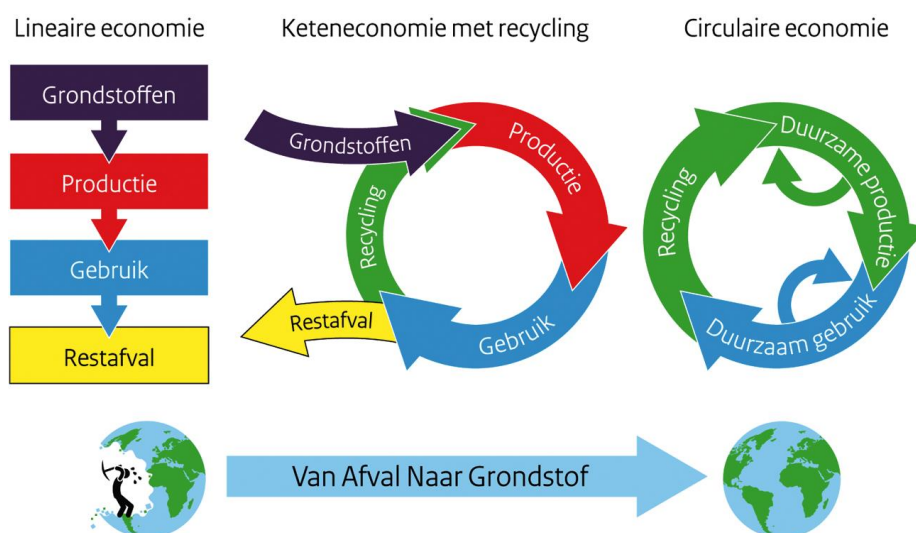 Lineaire economie
Keteneconomie met recycling
Circulaire economie
Grondstoffen
Productie
Gebruik
Restafval
Grondstoffen
Productie
Recycling
Gebruik
Restafval
Duurzame productie
Recycling
Duurzaam gebruik
Van Afval Naar Grondstof